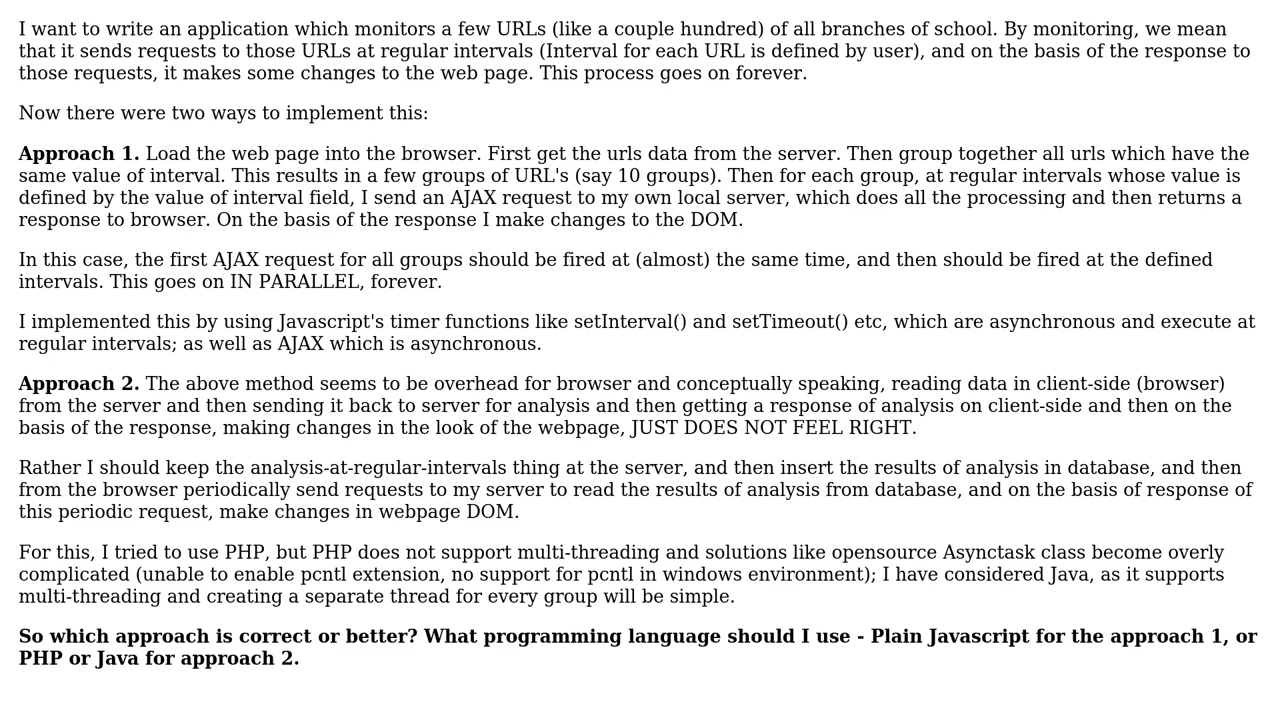 I want to write an application which monitors a few URLs (like a couple hundred) of all branches of school. By monitoring, we mean
that it sends requests to those URLs at regular intervals (Interval for each URL is defined by user), and on the basis of the response to
those requests, it makes some changes to the web page. This process goes on forever.
Now there were two ways to implement this:
Approach 1. Load the web page into the browser. First get the urls data from the server. Then group together all urls which have the
same value of interval. This results in a few groups of URL's (say 10 groups). Then for each group, at regular intervals whose value is
defined by the value of interval field, I send an AJAX request to my own local server, which does all the processing and then returns a
response to browser. On the basis of the response I make changes to the DOM.
In this case, the first AJAX request for all groups should be fired at (almost) the same time, and then should be fired at the defined
intervals. This goes on IN PARALLEL, forever.
I implemented this by using Javascript's timer functions like setInterval() and setTimeout() etc, which are asynchronous and execute at
regular intervals; as well as AJAX which is asynchronous.
Approach 2. The above method seems to be overhead for browser and conceptually speaking, reading data in client-side (browser)
from the server and then sending it back to server for analysis and then getting a response of analysis on client-side and then on the
basis of the response, making changes in the look of the webpage, JUST DOES NOT FEEL RIGHT.
Rather I should keep the analysis-at-regular-intervals thing at the server, and then insert the results of analysis in database, and then
from the browser periodically send requests to my server to read the results of analysis from database, and on the basis of response of
this periodic request, make changes in webpage DOM.
For this, I tried to use PHP, but PHP does not support multi-threading and solutions like opensource Asynctask class become overly
complicated (unable to enable pcntl extension, no support for pcntl in windows environment); I have considered Java, as it supports
multi-threading and creating a separate thread for every group will be simple.
So which approach is correct or better? What programming language should I use - Plain Javascript for the approach 1, or
PHP or Java for approach 2.